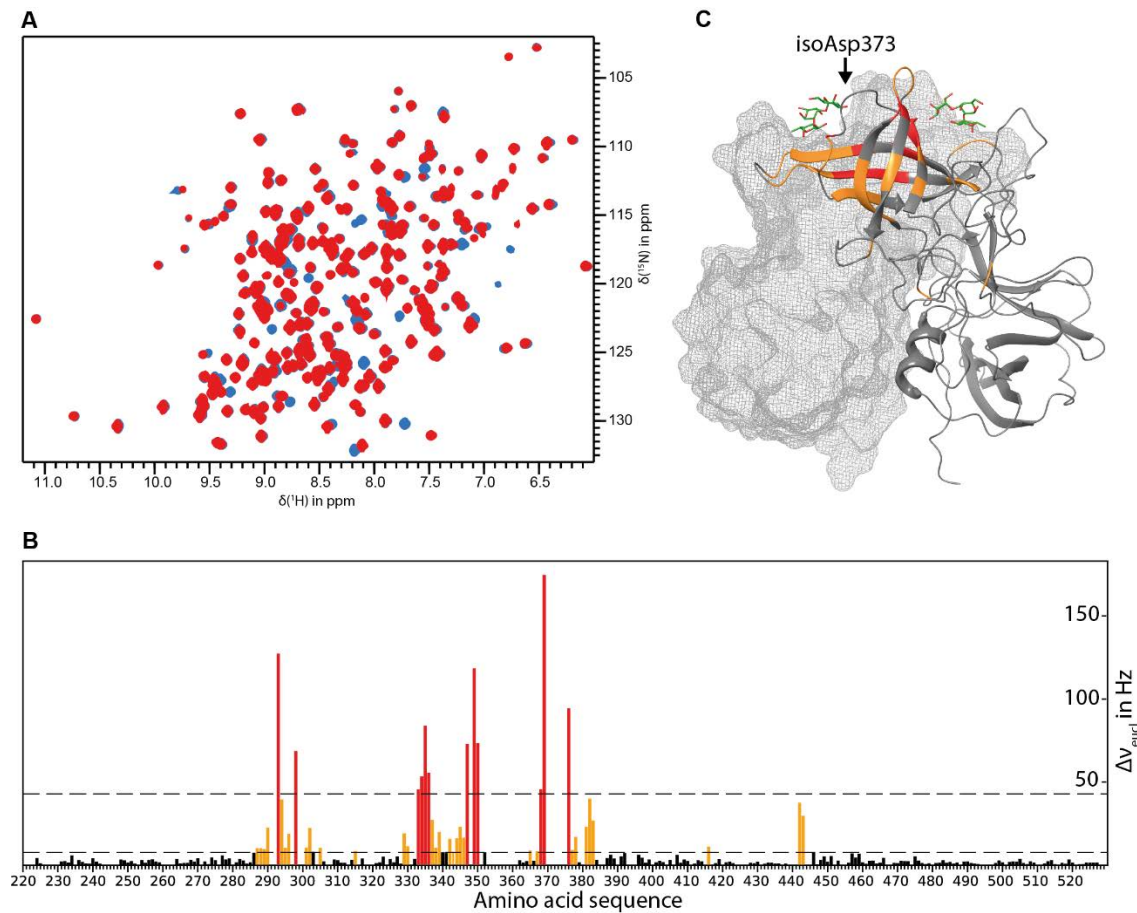 A
105
110
115
120
125
130
δ(¹⁵N) in ppm
11.0 10.5 10.0 9.5 9.0 8.5 8.0 7.5 7.0 6.5
δ(¹H) in ppm
C
isoAsp373
B
150
100
50
Δν_eucl in Hz
220 230 240 250 260 270 280 290 300 310 320 330 340 350 360 370 380 390 400 410 420 430 440 450 460 470 480 490 500 510 520
Amino acid sequence